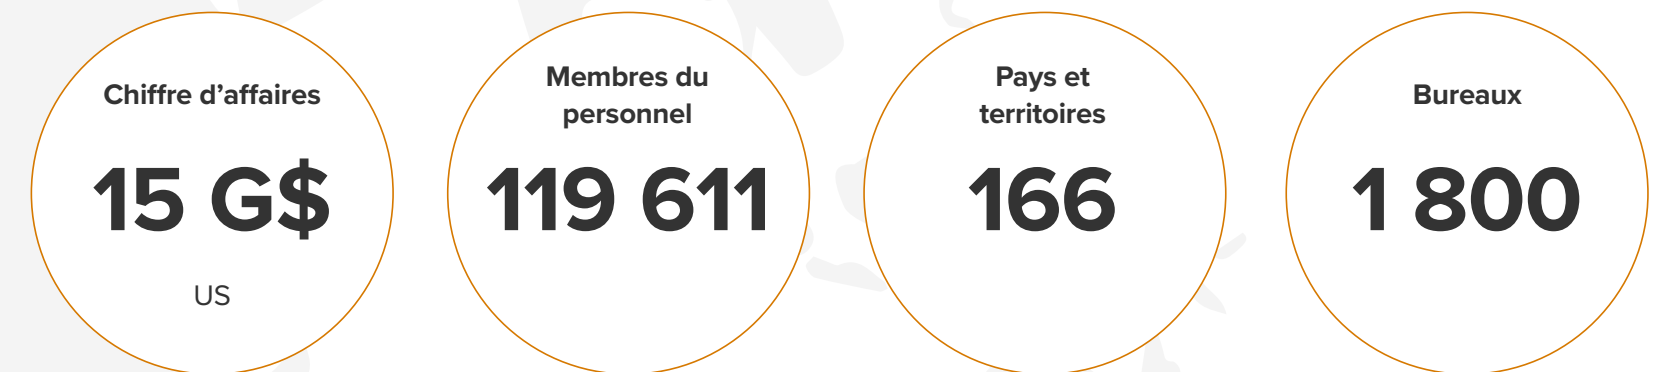 Chiffre d’affaires
15 G$
US
Membres du
personnel
119 611
Pays et
territoires
166
Bureaux
1 800